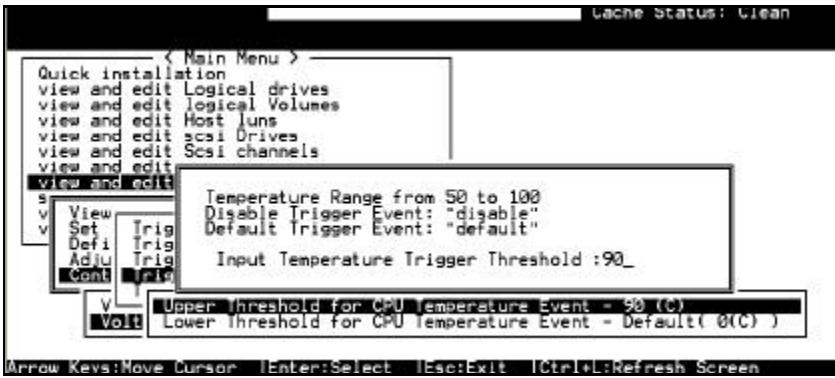 Cache Status: Clean
< Main Menu >
Quick installation
view and edit Logical drives
view and edit logical Volumes
view and edit Host luns
view and edit scsi Drives
view and edit Scsi channels
view and edit
view and edit
s
v View
v Set Trig
Defi Trig
Adju Trig
Cont Trig
Temperature Range from 50 to 100
Disable Trigger Event: "disable"
Default Trigger Event: "default"
Input Temperature Trigger Threshold :90_
V Upper Threshold for CPU Temperature Event - 90 (C)
Volt Lower Threshold for CPU Temperature Event - Default( 0(C) )
Arrow Keys:Move Cursor |Enter:Select |Esc:Exit |Ctrl+L:Refresh Screen